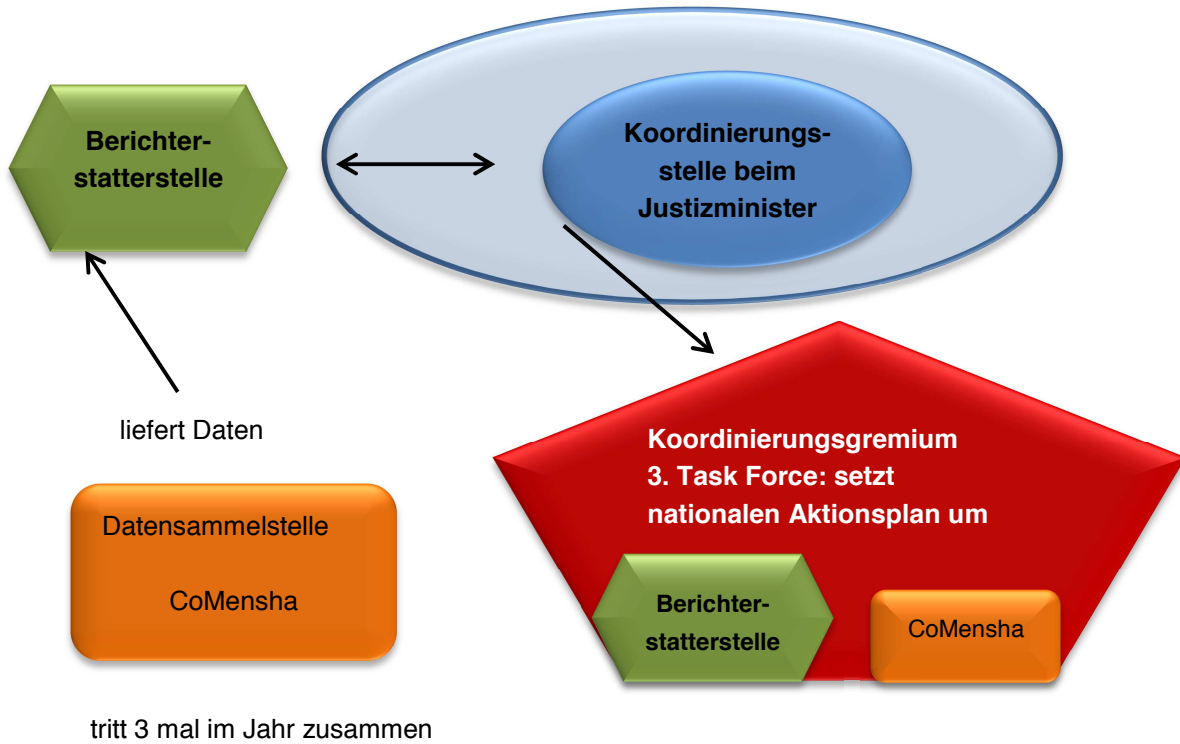 Berichter-
statterstelle
Koordinierungs-
stelle beim
Justizminister
liefert Daten
Koordinierungsgremium
3. Task Force: setzt
nationalen Aktionsplan um
Datensammelstelle
CoMensha
Berichter-
statterstelle
CoMensha
tritt 3 mal im Jahr zusammen